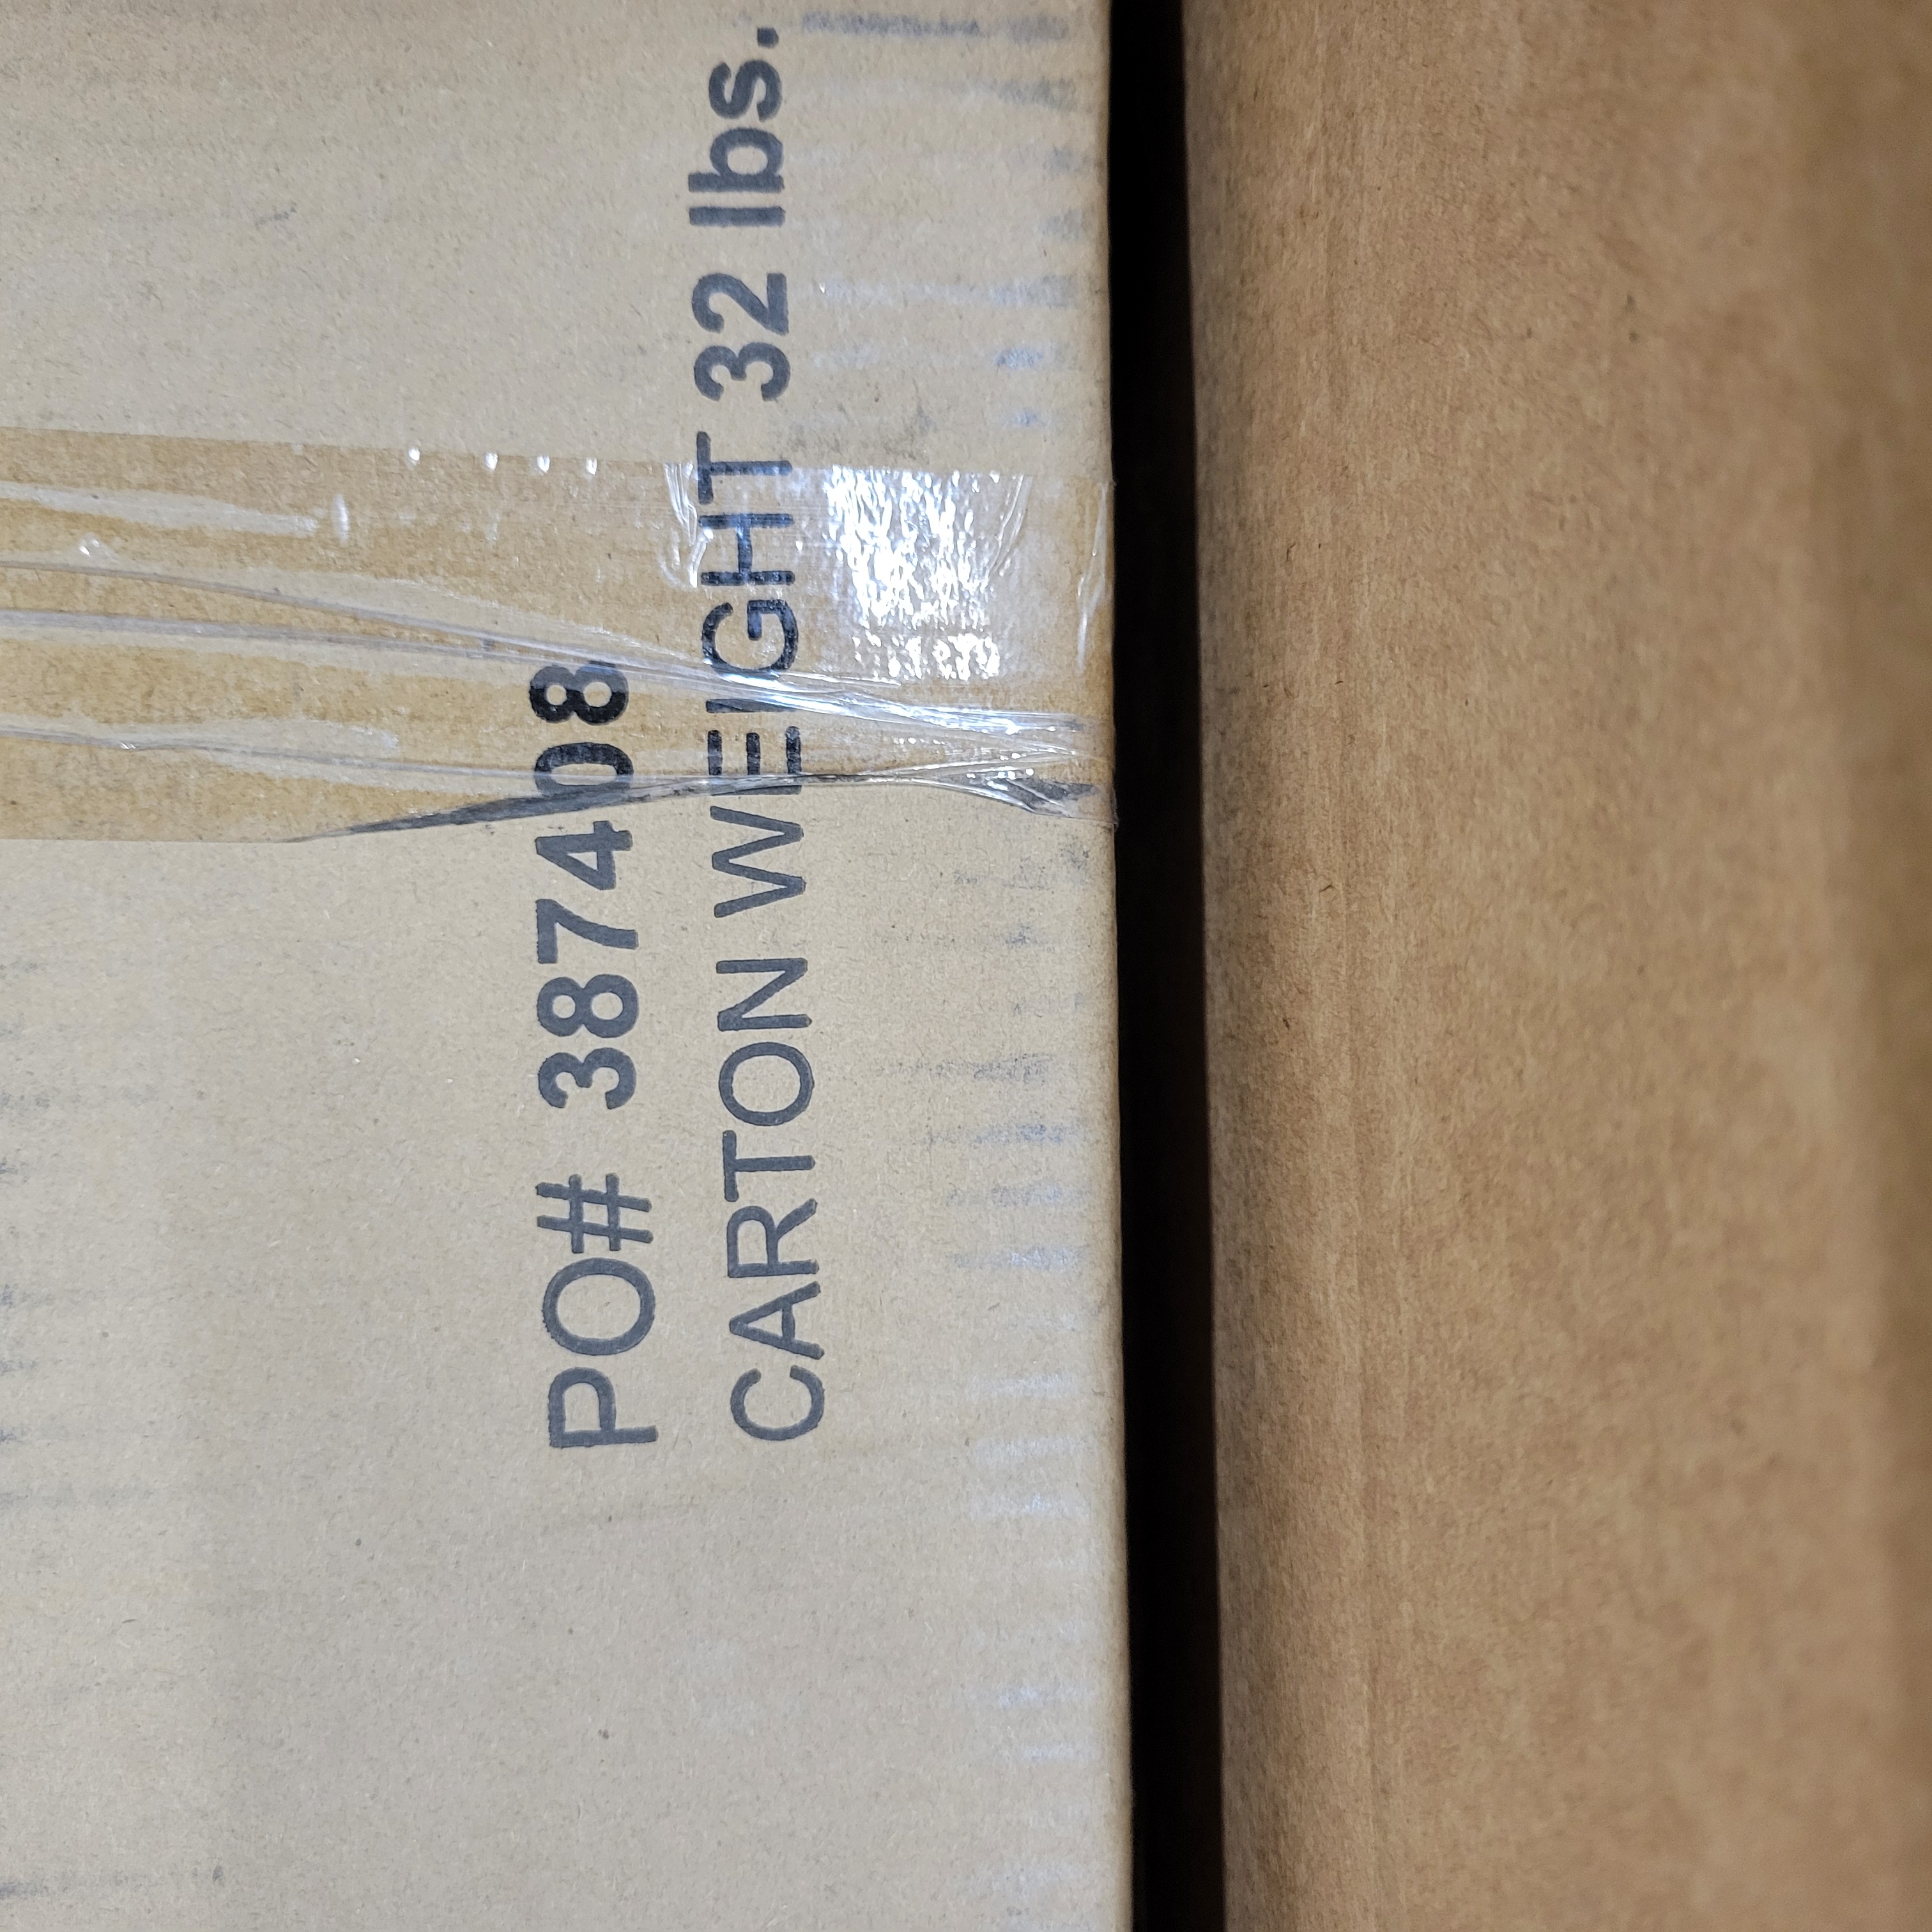 PO# 387408
CARTON WEIGHT 32 lbs.